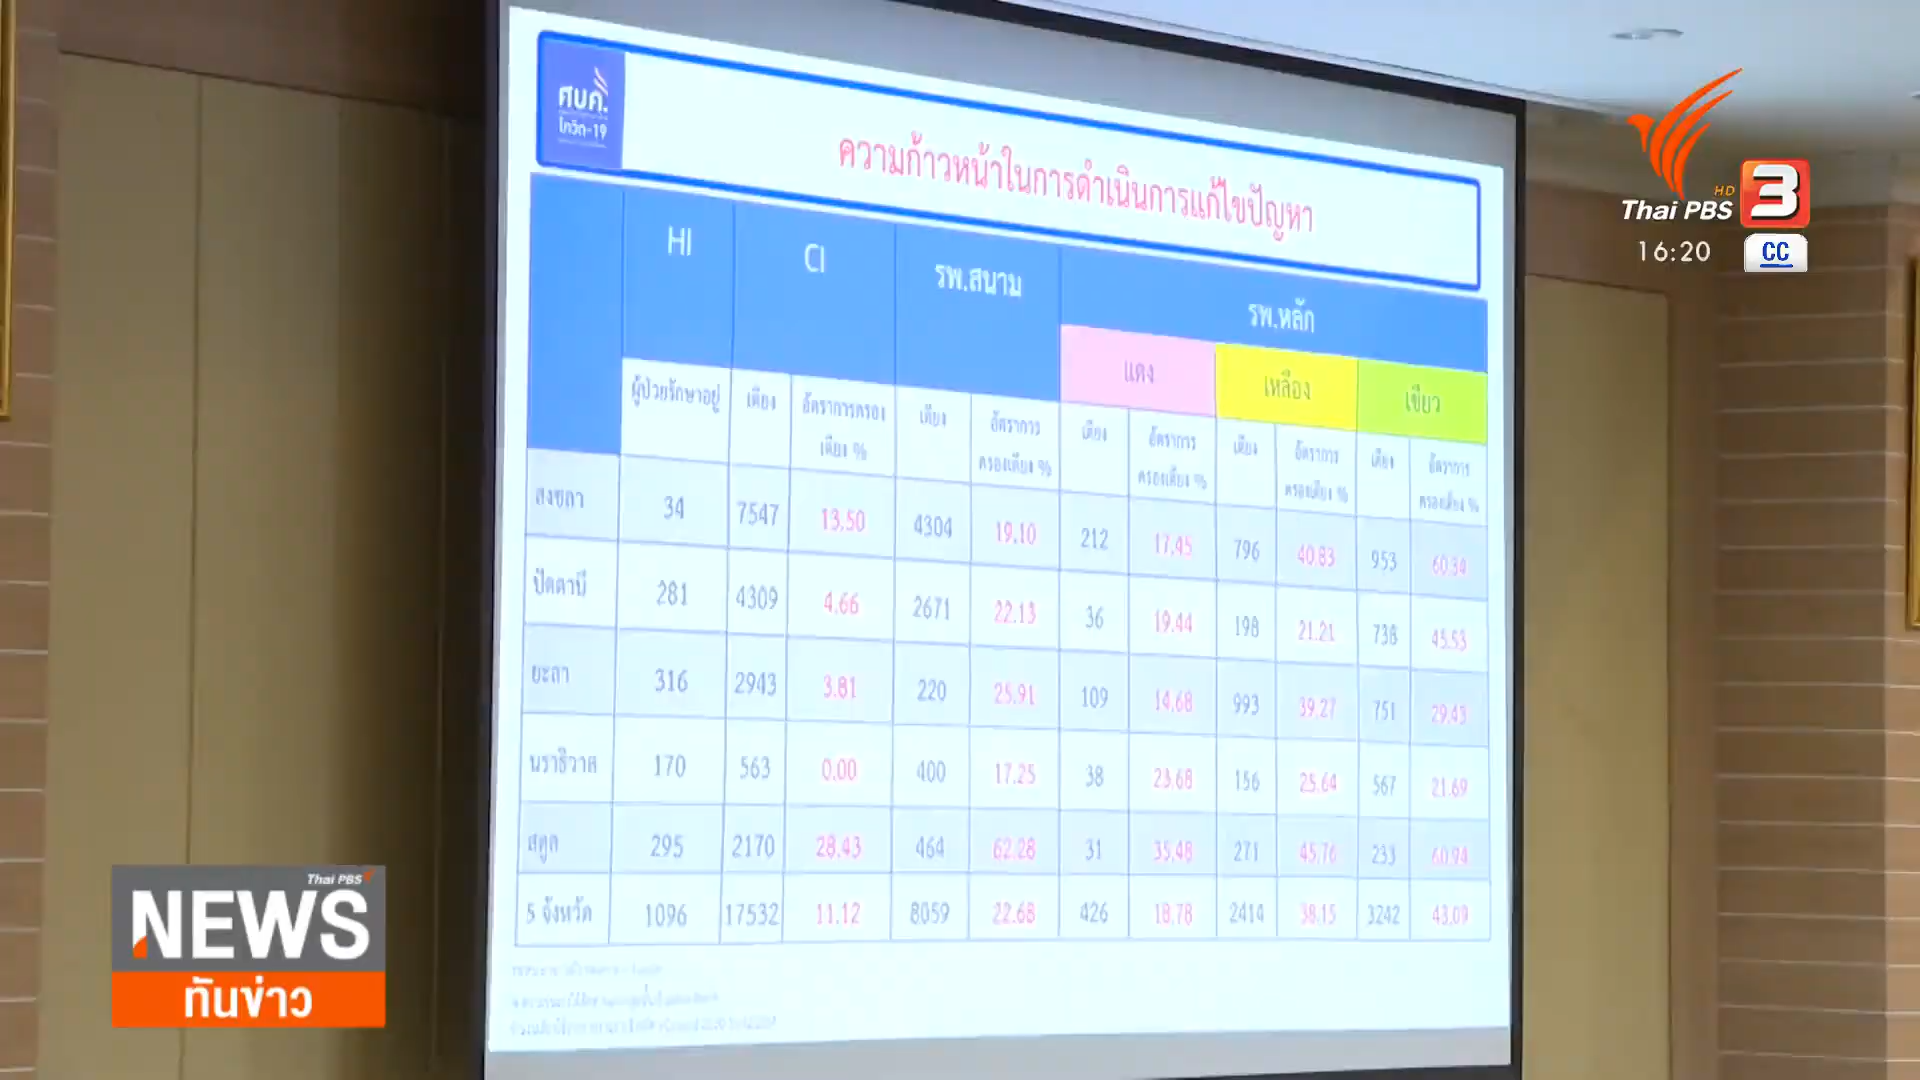 ศบค.
โควิด-19
ความก้าวหน้าในการดำเนินการแก้ไขปัญหา
Thai PBS HD 3
16:20 CC
HI CI รพ.สนาม รพ.หลัก
แดง เหลือง เขียว
ผู้ป่วยรักษาอยู่ เตียง อัตราการครองเตียง % เตียง อัตราการครองเตียง % เตียง อัตราการครองเตียง % เตียง อัตราการครองเตียง % เตียง อัตราการครองเตียง %
สงขลา 34 7547 13.50 4304 19.10 212 17.45 796 40.83 953 60.34
ปัตตานี 281 4309 4.66 2671 22.13 36 19.44 198 21.21 738 45.53
ยะลา 316 2943 3.81 220 25.91 109 14.68 993 39.27 751 29.43
นราธิวาส 170 563 0.00 400 17.25 38 23.68 156 25.64 567 21.69
สตูล 295 2170 28.43 464 62.28 31 35.48 271 45.76 233 60.94
5 จังหวัด 1096 17532 11.12 8059 22.68 426 18.78 2414 38.15 3242 43.09
Thai PBS
NEWS
ทันข่าว